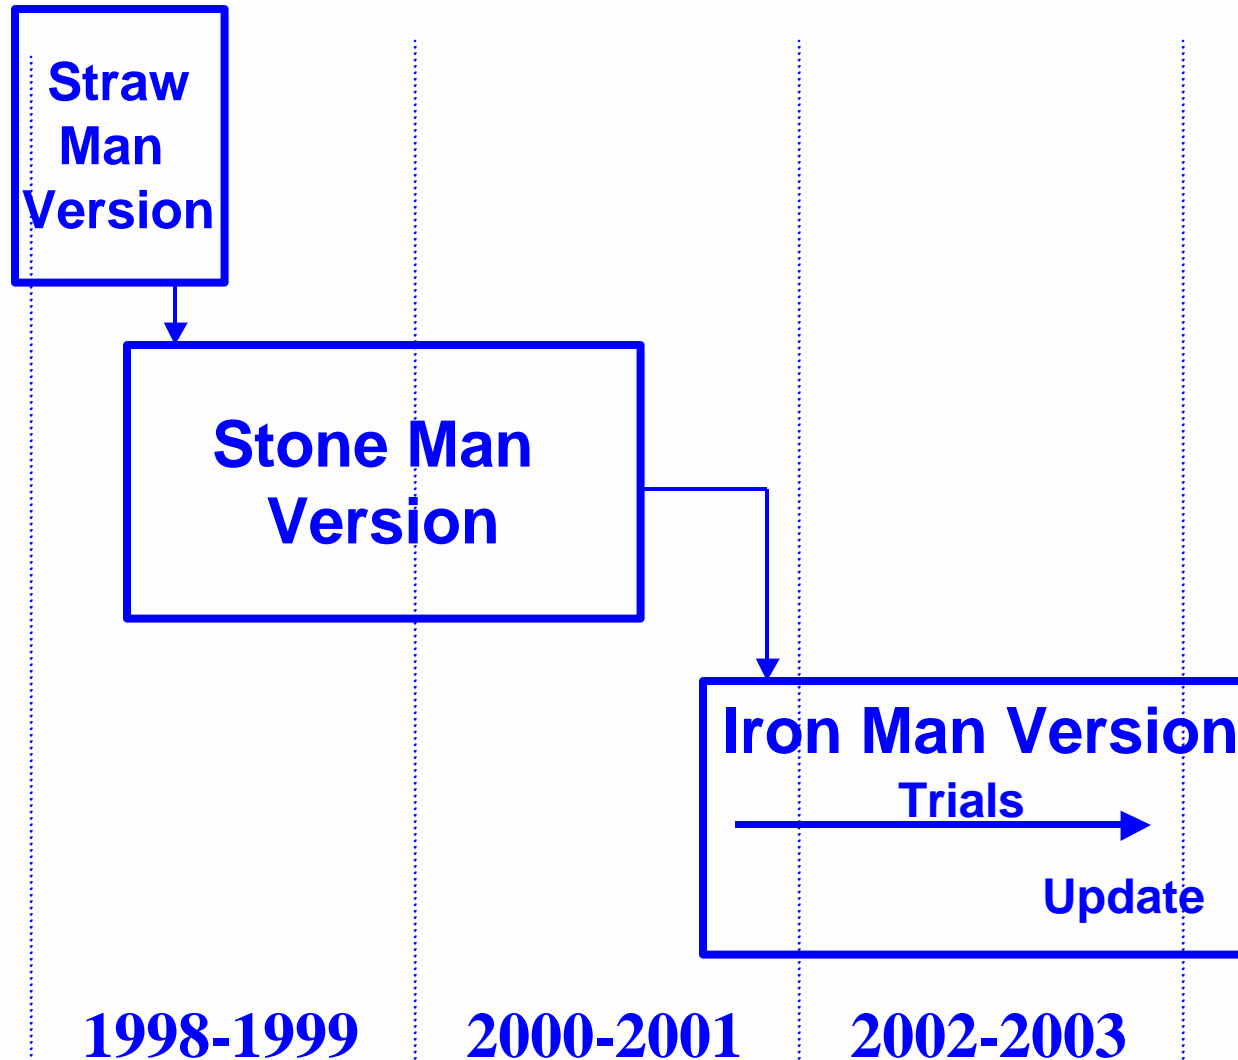 Straw
Man
Version
Stone Man
Version
Iron Man Version
Trials
Update
1998-1999
2000-2001
2002-2003